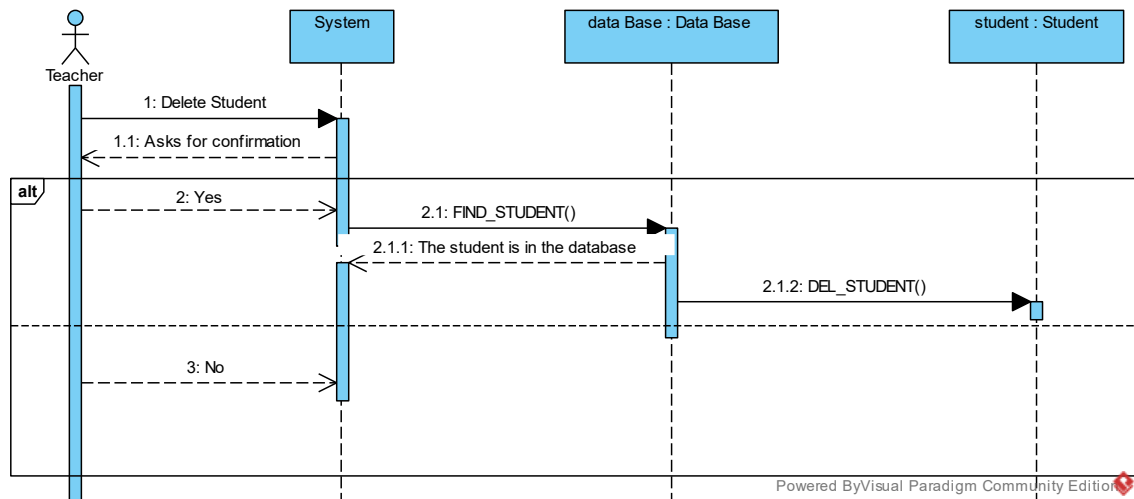 System
data Base : Data Base
student : Student
Teacher
1: Delete Student
1.1: Asks for confirmation
alt
2: Yes
2.1: FIND_STUDENT()
2.1.1: The student is in the database
2.1.2: DEL_STUDENT()
3: No
Powered ByVisual Paradigm Community Edition